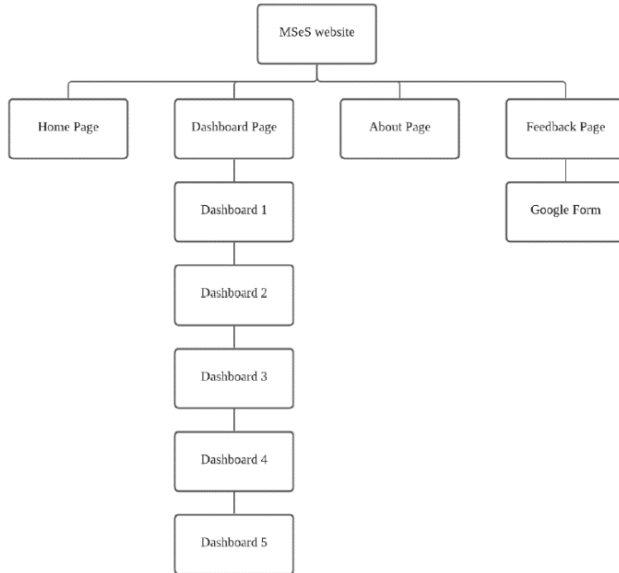 MSeS website
Home Page
Dashboard Page
About Page
Feedback Page
Dashboard 1
Google Form
Dashboard 2
Dashboard 3
Dashboard 4
Dashboard 5